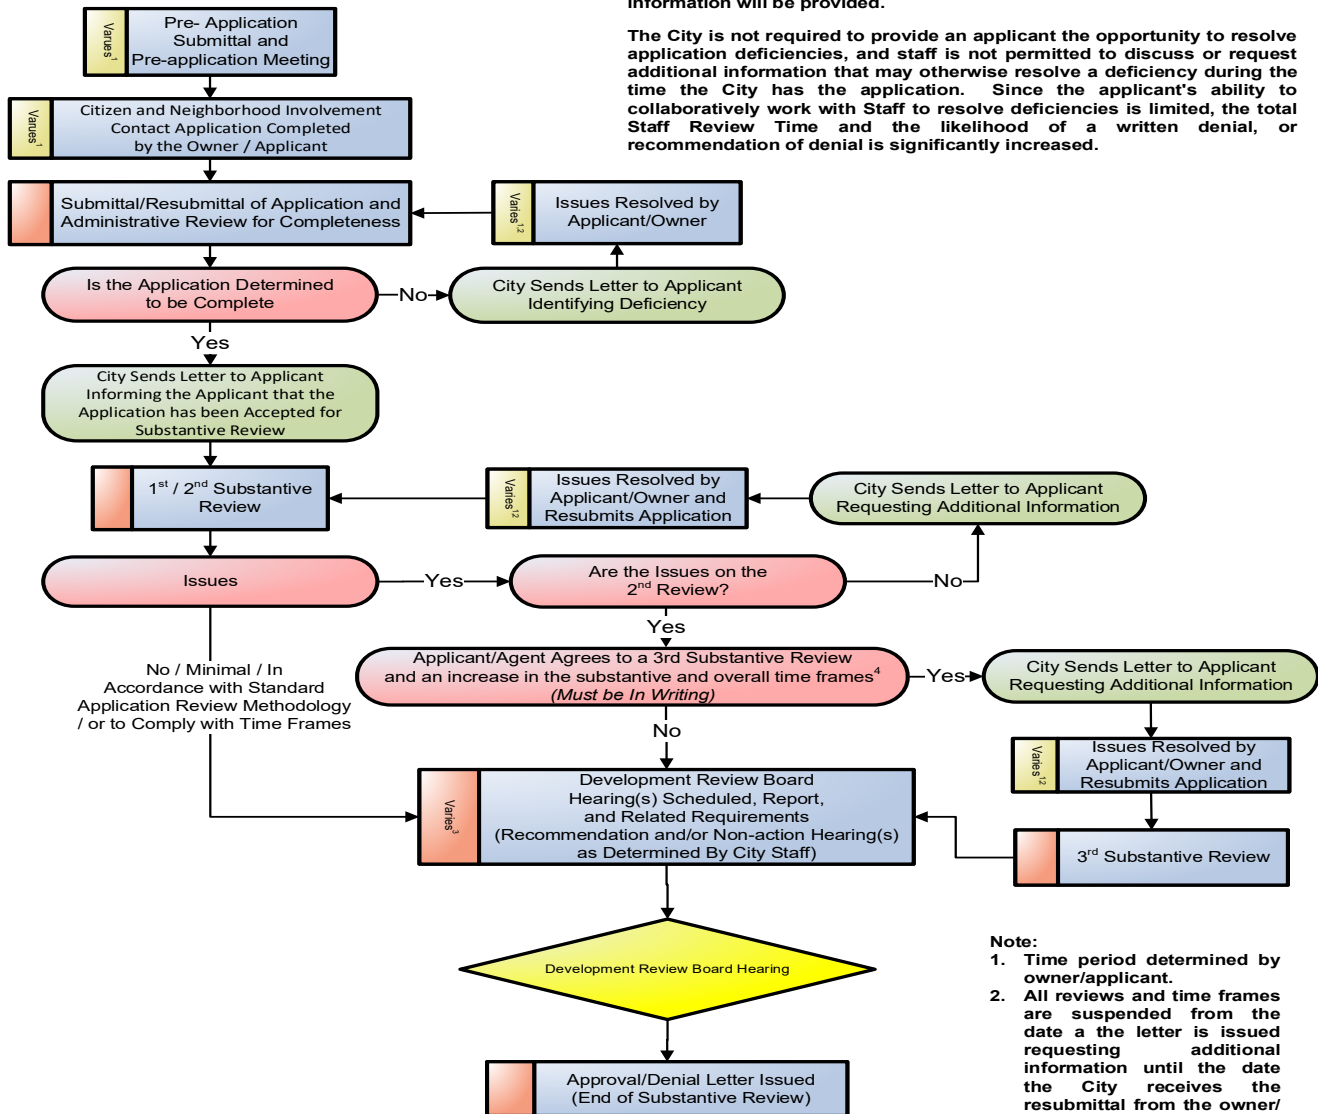 information will be provided.
The City is not required to provide an applicant the opportunity to resolve
application deficiencies, and staff is not permitted to discuss or request
additional information that may otherwise resolve a deficiency during the
time the City has the application. Since the applicant's ability to
collaboratively work with Staff to resolve deficiencies is limited, the total
Staff Review Time and the likelihood of a written denial, or
recommendation of denial is significantly increased.
Varues1
Pre- Application
Submittal and
Pre-application Meeting
Varues1
Citizen and Neighborhood Involvement
Contact Application Completed
by the Owner / Applicant
Submittal/Resubmittal of Application and
Administrative Review for Completeness
Varies1,2
Issues Resolved by
Applicant/Owner
Is the Application Determined
to be Complete
No
City Sends Letter to Applicant
Identifying Deficiency
Yes
City Sends Letter to Applicant
Informing the Applicant that the
Application has been Accepted for
Substantive Review
1st / 2nd Substantive
Review
Varies1,2
Issues Resolved by
Applicant/Owner and
Resubmits Application
City Sends Letter to Applicant
Requesting Additional Information
Issues
Yes
Are the Issues on the
2nd Review?
No
Yes
No / Minimal / In
Accordance with Standard
Application Review Methodology
/ or to Comply with Time Frames
Applicant/Agent Agrees to a 3rd Substantive Review
and an increase in the substantive and overall time frames4
(Must be In Writing)
Yes
City Sends Letter to Applicant
Requesting Additional Information
No
Varies1,2
Issues Resolved by
Applicant/Owner and
Resubmits Application
Varies3
Development Review Board
Hearing(s) Scheduled, Report,
and Related Requirements
(Recommendation and/or Non-action Hearing(s)
as Determined By City Staff)
3rd Substantive Review
Development Review Board Hearing
Approval/Denial Letter Issued
(End of Substantive Review)
Note:
1. Time period determined by
owner/applicant.
2. All reviews and time frames
are suspended from the
date a the letter is issued
requesting additional
information until the date
the City receives the
resubmittal from the owner/